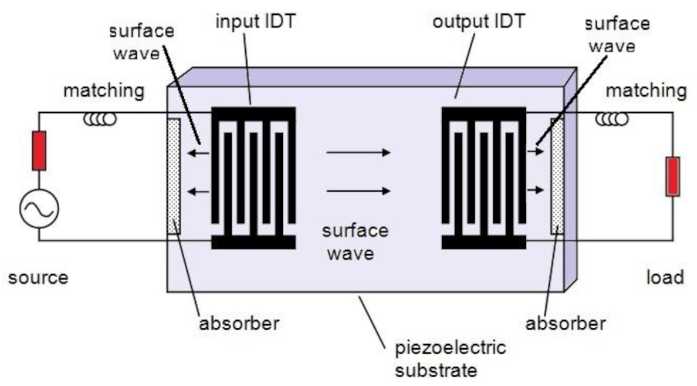 surface
wave
input IDT
output IDT
surface
wave
matching
matching
surface
wave
source
load
absorber
absorber
piezoelectric
substrate